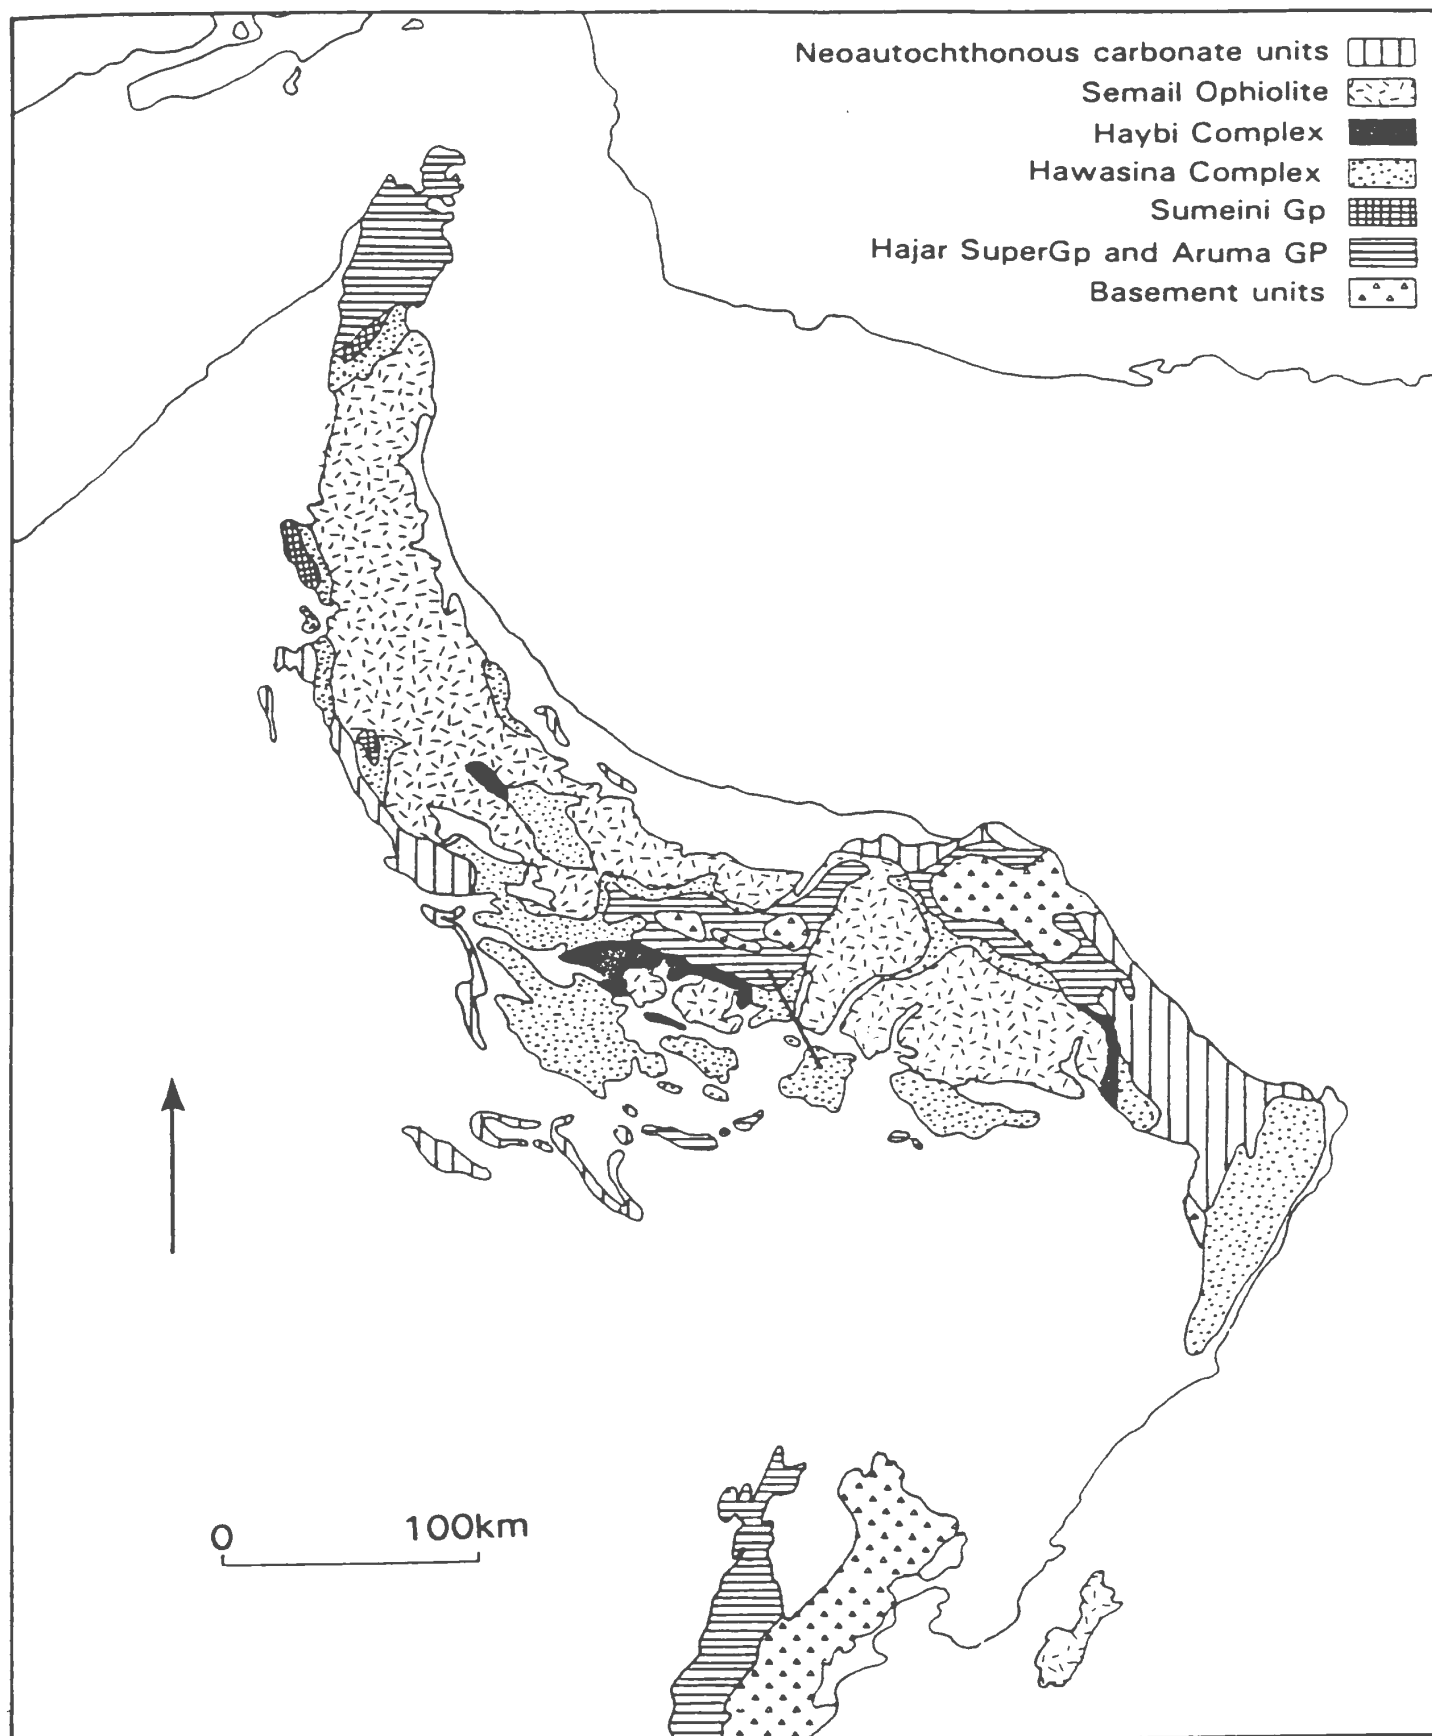 Neoautochthonous carbonate units
Semail Ophiolite
Haybi Complex
Hawasina Complex
Sumeini Gp
Hajar SuperGp and Aruma GP
Basement units
0 100km